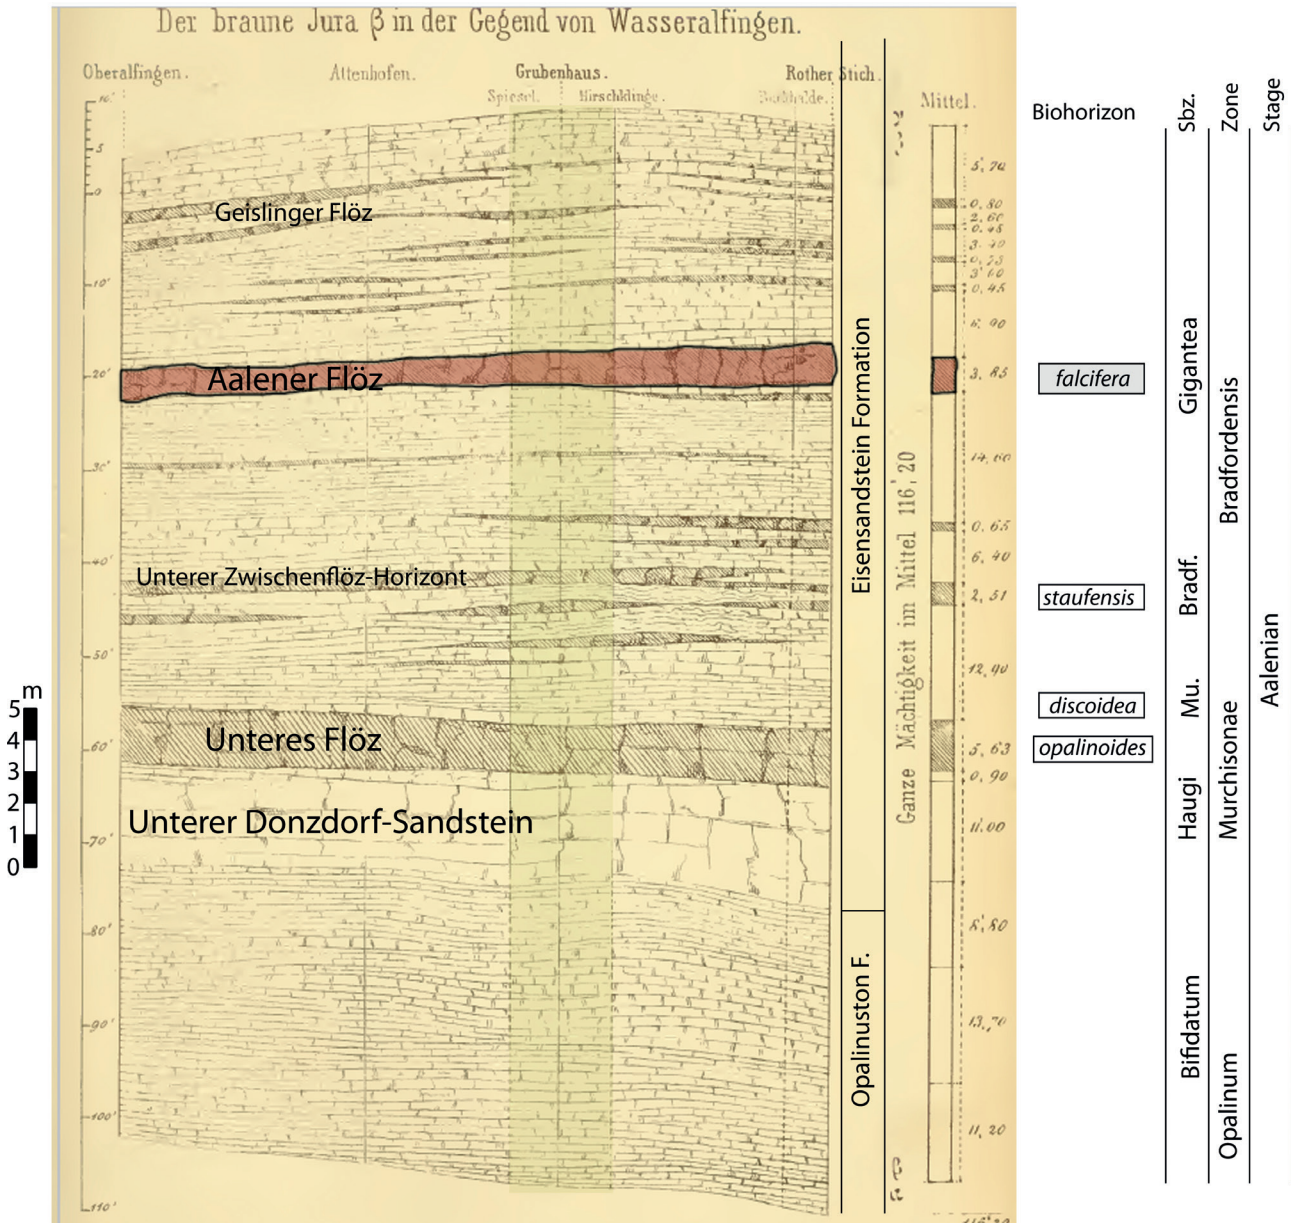 Der braune Jura β in der Gegend von Wasseralfingen.
Oberalfingen.
Attenhofen.
Grubenhaus.
Rother Stich.
Spiesel.
Hirschklinge.
Mittel.
Biohorizon
Sbz.
Zone
Stage
10'
5
0
10'
20'
30'
40'
50'
60'
70'
80'
90'
100'
110'
Geislinger Flöz
Aalener Flöz
Unterer Zwischenflöz-Horizont
Unteres Flöz
Unterer Donzdorf-Sandstein
m
5
4
3
2
1
0
Eisensandstein Formation
Opalinuston F.
Ganze Mächtigkeit im Mittel 116', 20
5,70
0,80
2,60
0,48
3,40
0,75
3,60
0,45
6,90
3,85
14,60
0,65
6,40
2,51
12,90
5,63
0,90
11,00
8,80
13,70
11,20
falcifera
staufensis
discoidea
opalinoides
Gigantea
Bradf.
Mu.
Haugi
Bifidatum
Bradfordensis
Murchisonae
Opalinum
Aalenian